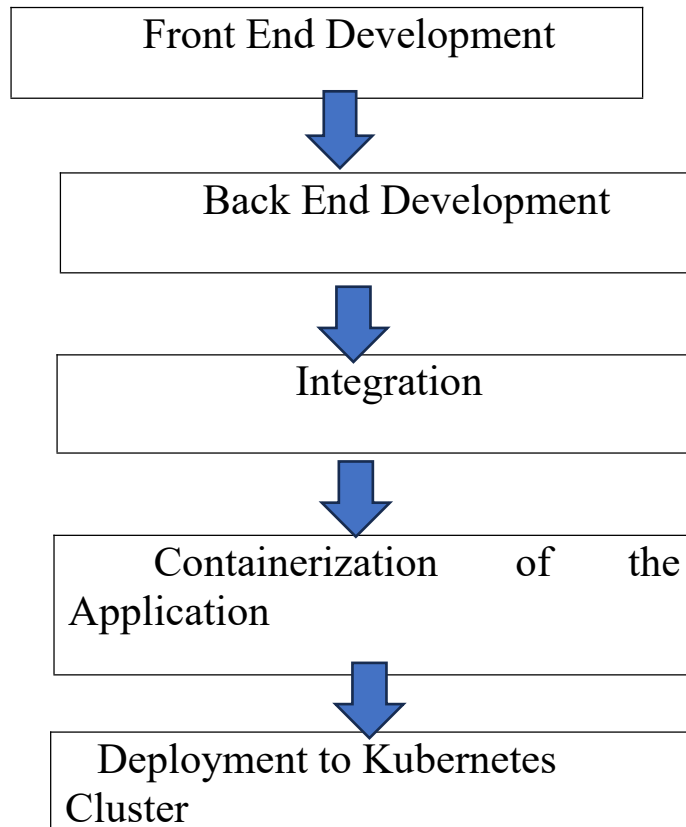 Front End Development
Back End Development
Integration
Containerization of the
Application
Deployment to Kubernetes
Cluster